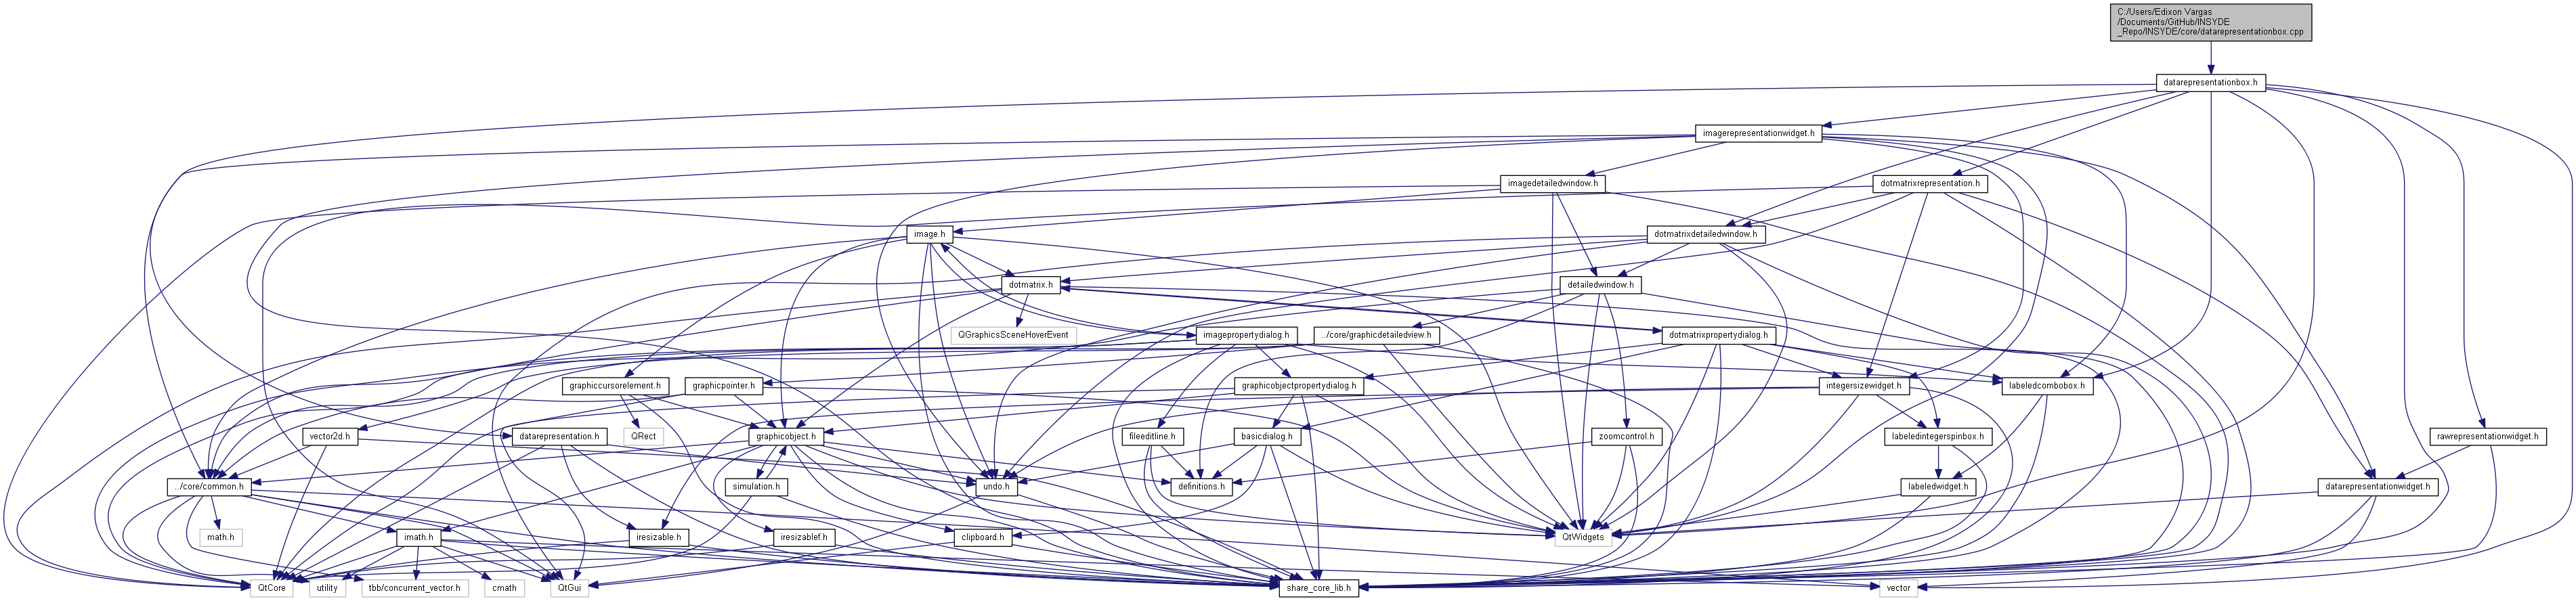 C:/Users/Edixon Vargas
/Documents/GitHub/INSYDE
_Repo/INSYDE/core/datarepresentationbox.cpp
datarepresentationbox.h
imagerepresentationwidget.h
imagedetailedwindow.h
dotmatrixrepresentation.h
image.h
dotmatrixdetailedwindow.h
dotmatrix.h
detailedwindow.h
QGraphicsSceneHoverEvent
imagepropertydialog.h
../core/graphicdetailedview.h
dotmatrixpropertydialog.h
graphiccursorelement.h
graphicpointer.h
graphicobjectpropertydialog.h
integersizewidget.h
labeledcombobox.h
vector2d.h
datarepresentation.h
QRect
graphicobject.h
fileeditline.h
basicdialog.h
zoomcontrol.h
labeledintegerspinbox.h
rawrepresentationwidget.h
../core/common.h
simulation.h
undo.h
definitions.h
labeledwidget.h
datarepresentationwidget.h
math.h
imath.h
iresizable.h
iresizablef.h
clipboard.h
QtWidgets
QtCore
utility
tbb/concurrent_vector.h
cmath
QtGui
share_core_lib.h
vector